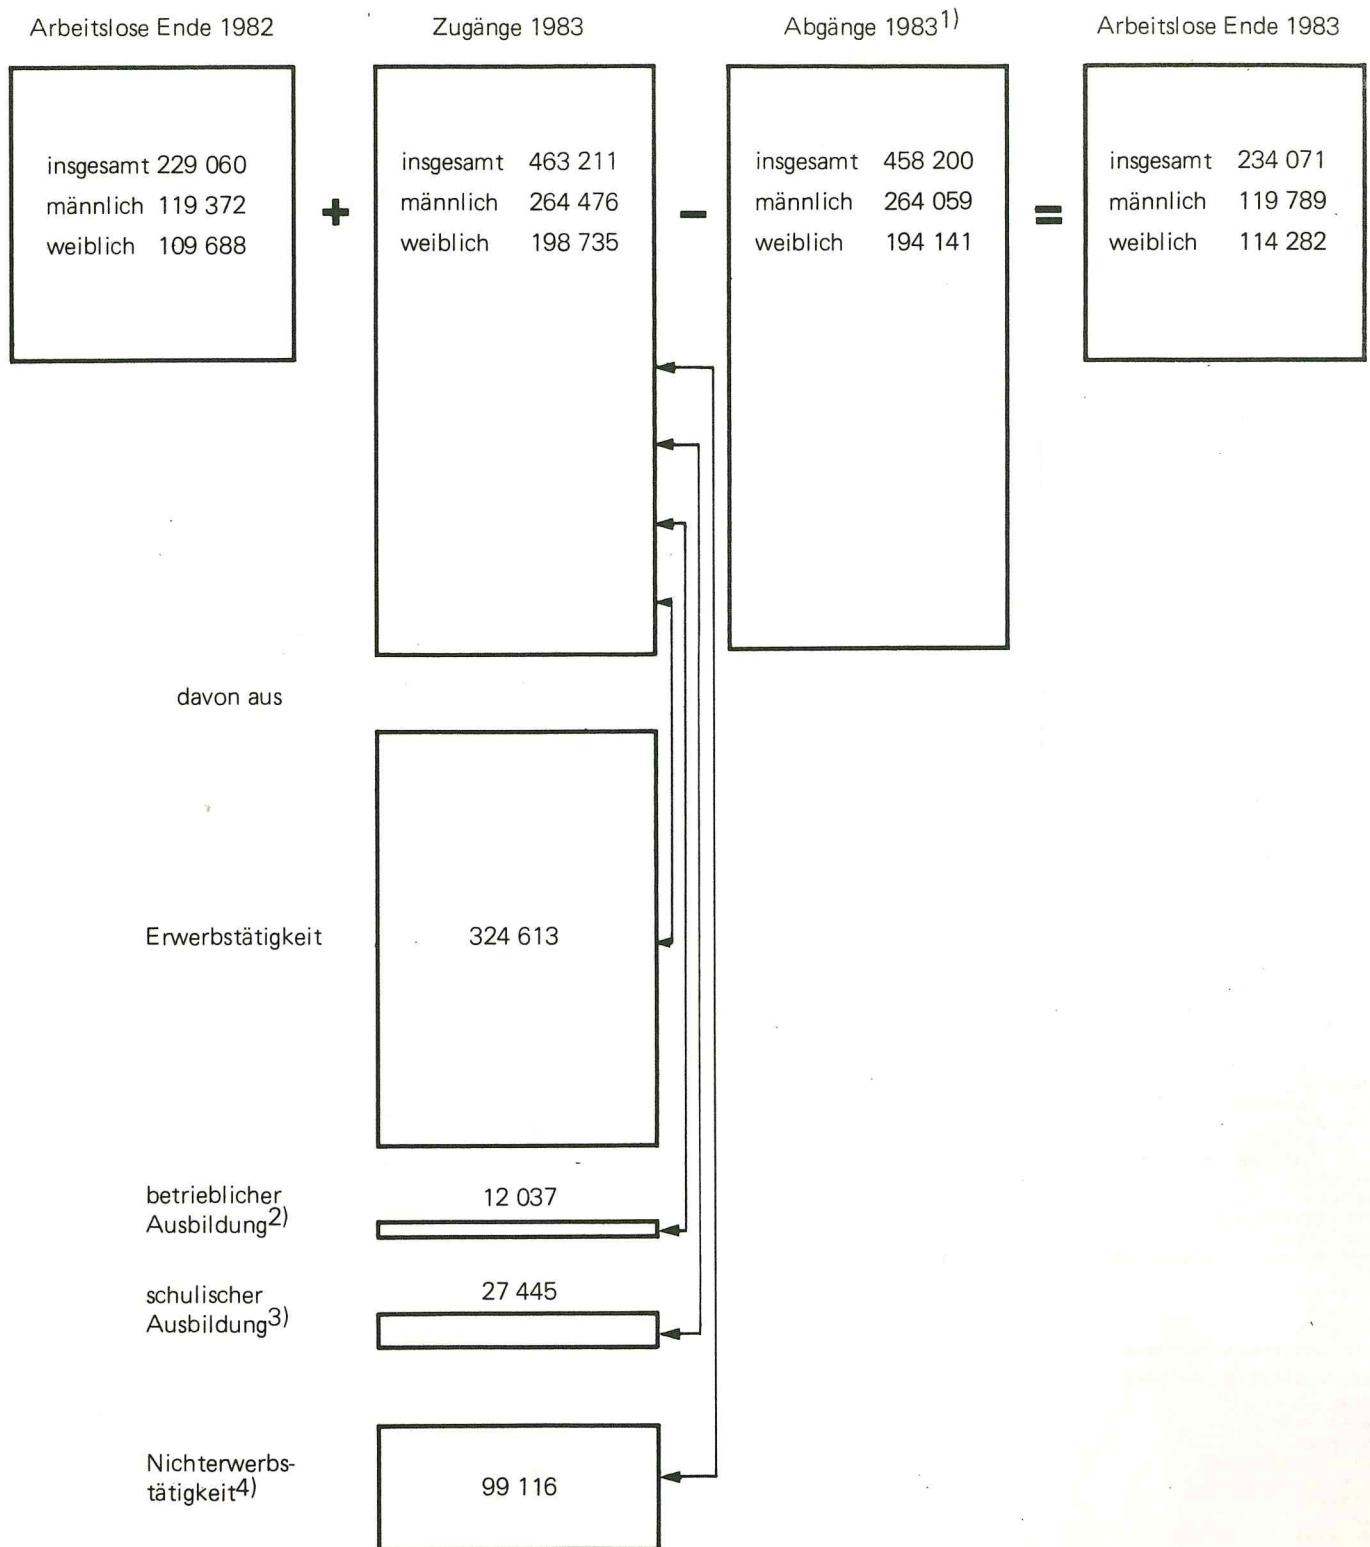 Arbeitslose Ende 1982
Zugänge 1983
Abgänge 1983 1)
Arbeitslose Ende 1983
insgesamt 229 060
männlich 119 372
weiblich 109 688
+
insgesamt 463 211
männlich 264 476
weiblich 198 735
–
insgesamt 458 200
männlich 264 059
weiblich 194 141
=
insgesamt 234 071
männlich 119 789
weiblich 114 282
davon aus
Erwerbstätigkeit 324 613
betrieblicher 12 037
Ausbildung2)
schulischer 27 445
Ausbildung3)
Nichterwerbs-
tätigkeit4) 99 116